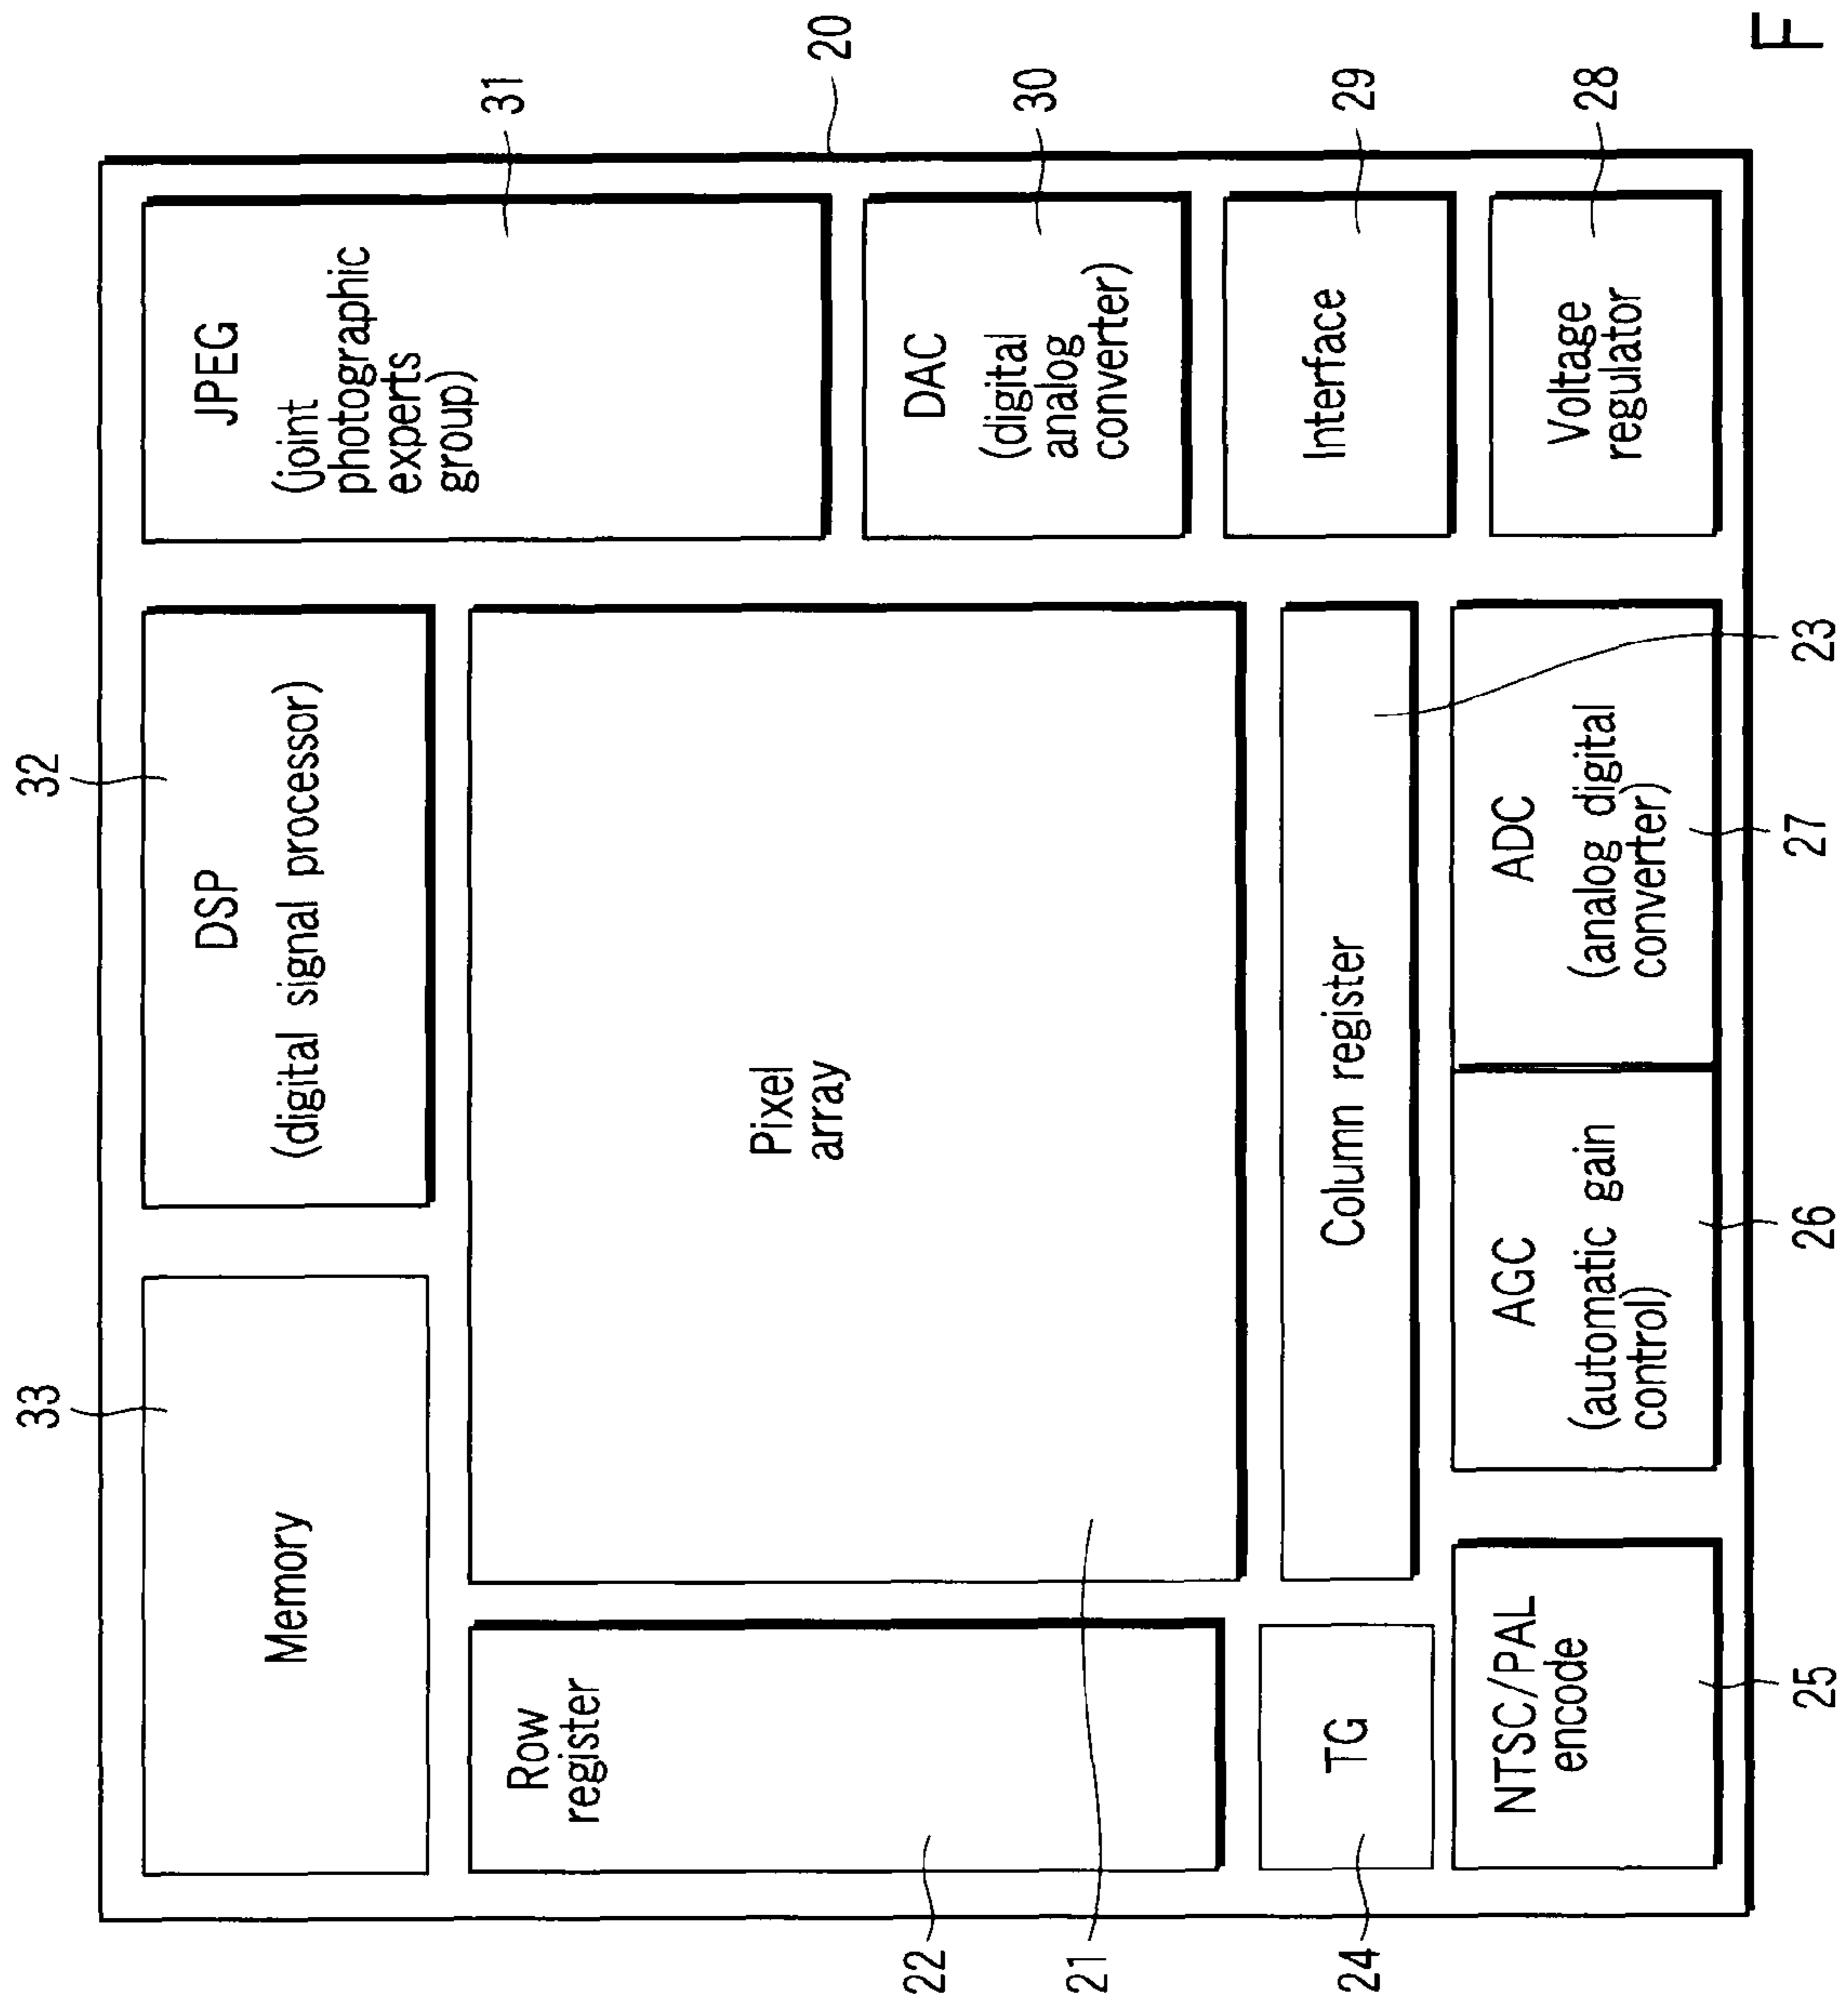 33
32
Memory
DSP
(digital signal processor)
JPEG
(joint
photographic
experts
group)
31
20
Row
register
Pixel
array
DAC
(digital
analog
converter)
30
22
21
TG
Column register
Interface
29
24
NTSC/PAL
encode
AGC
(automatic gain
control)
ADC
(analog digital
converter)
Voltage
regulator
28
25
26
27
23
F